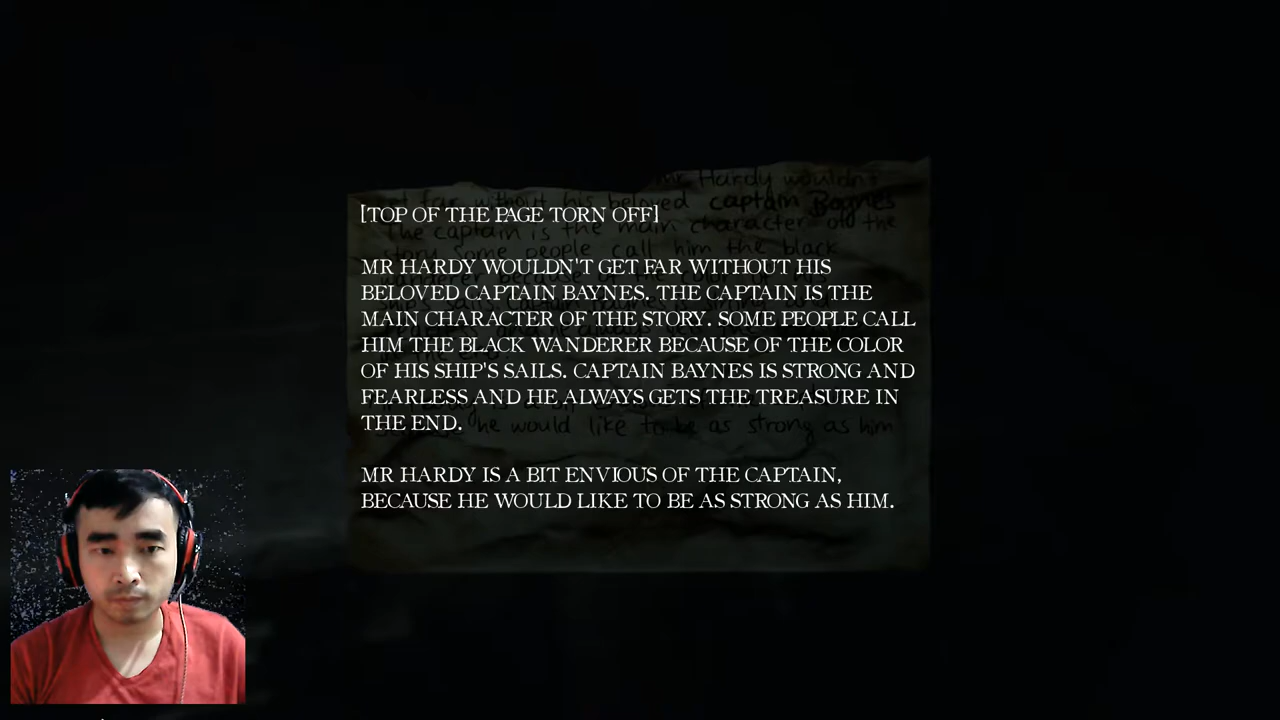 [TOP OF THE PAGE TORN OFF]
MR HARDY WOULDN'T GET FAR WITHOUT HIS
BELOVED CAPTAIN BAYNES. THE CAPTAIN IS THE
MAIN CHARACTER OF THE STORY. SOME PEOPLE CALL
HIM THE BLACK WANDERER BECAUSE OF THE COLOR
OF HIS SHIP'S SAILS. CAPTAIN BAYNES IS STRONG AND
FEARLESS AND HE ALWAYS GETS THE TREASURE IN
THE END.
MR HARDY IS A BIT ENVIOUS OF THE CAPTAIN,
BECAUSE HE WOULD LIKE TO BE AS STRONG AS HIM.